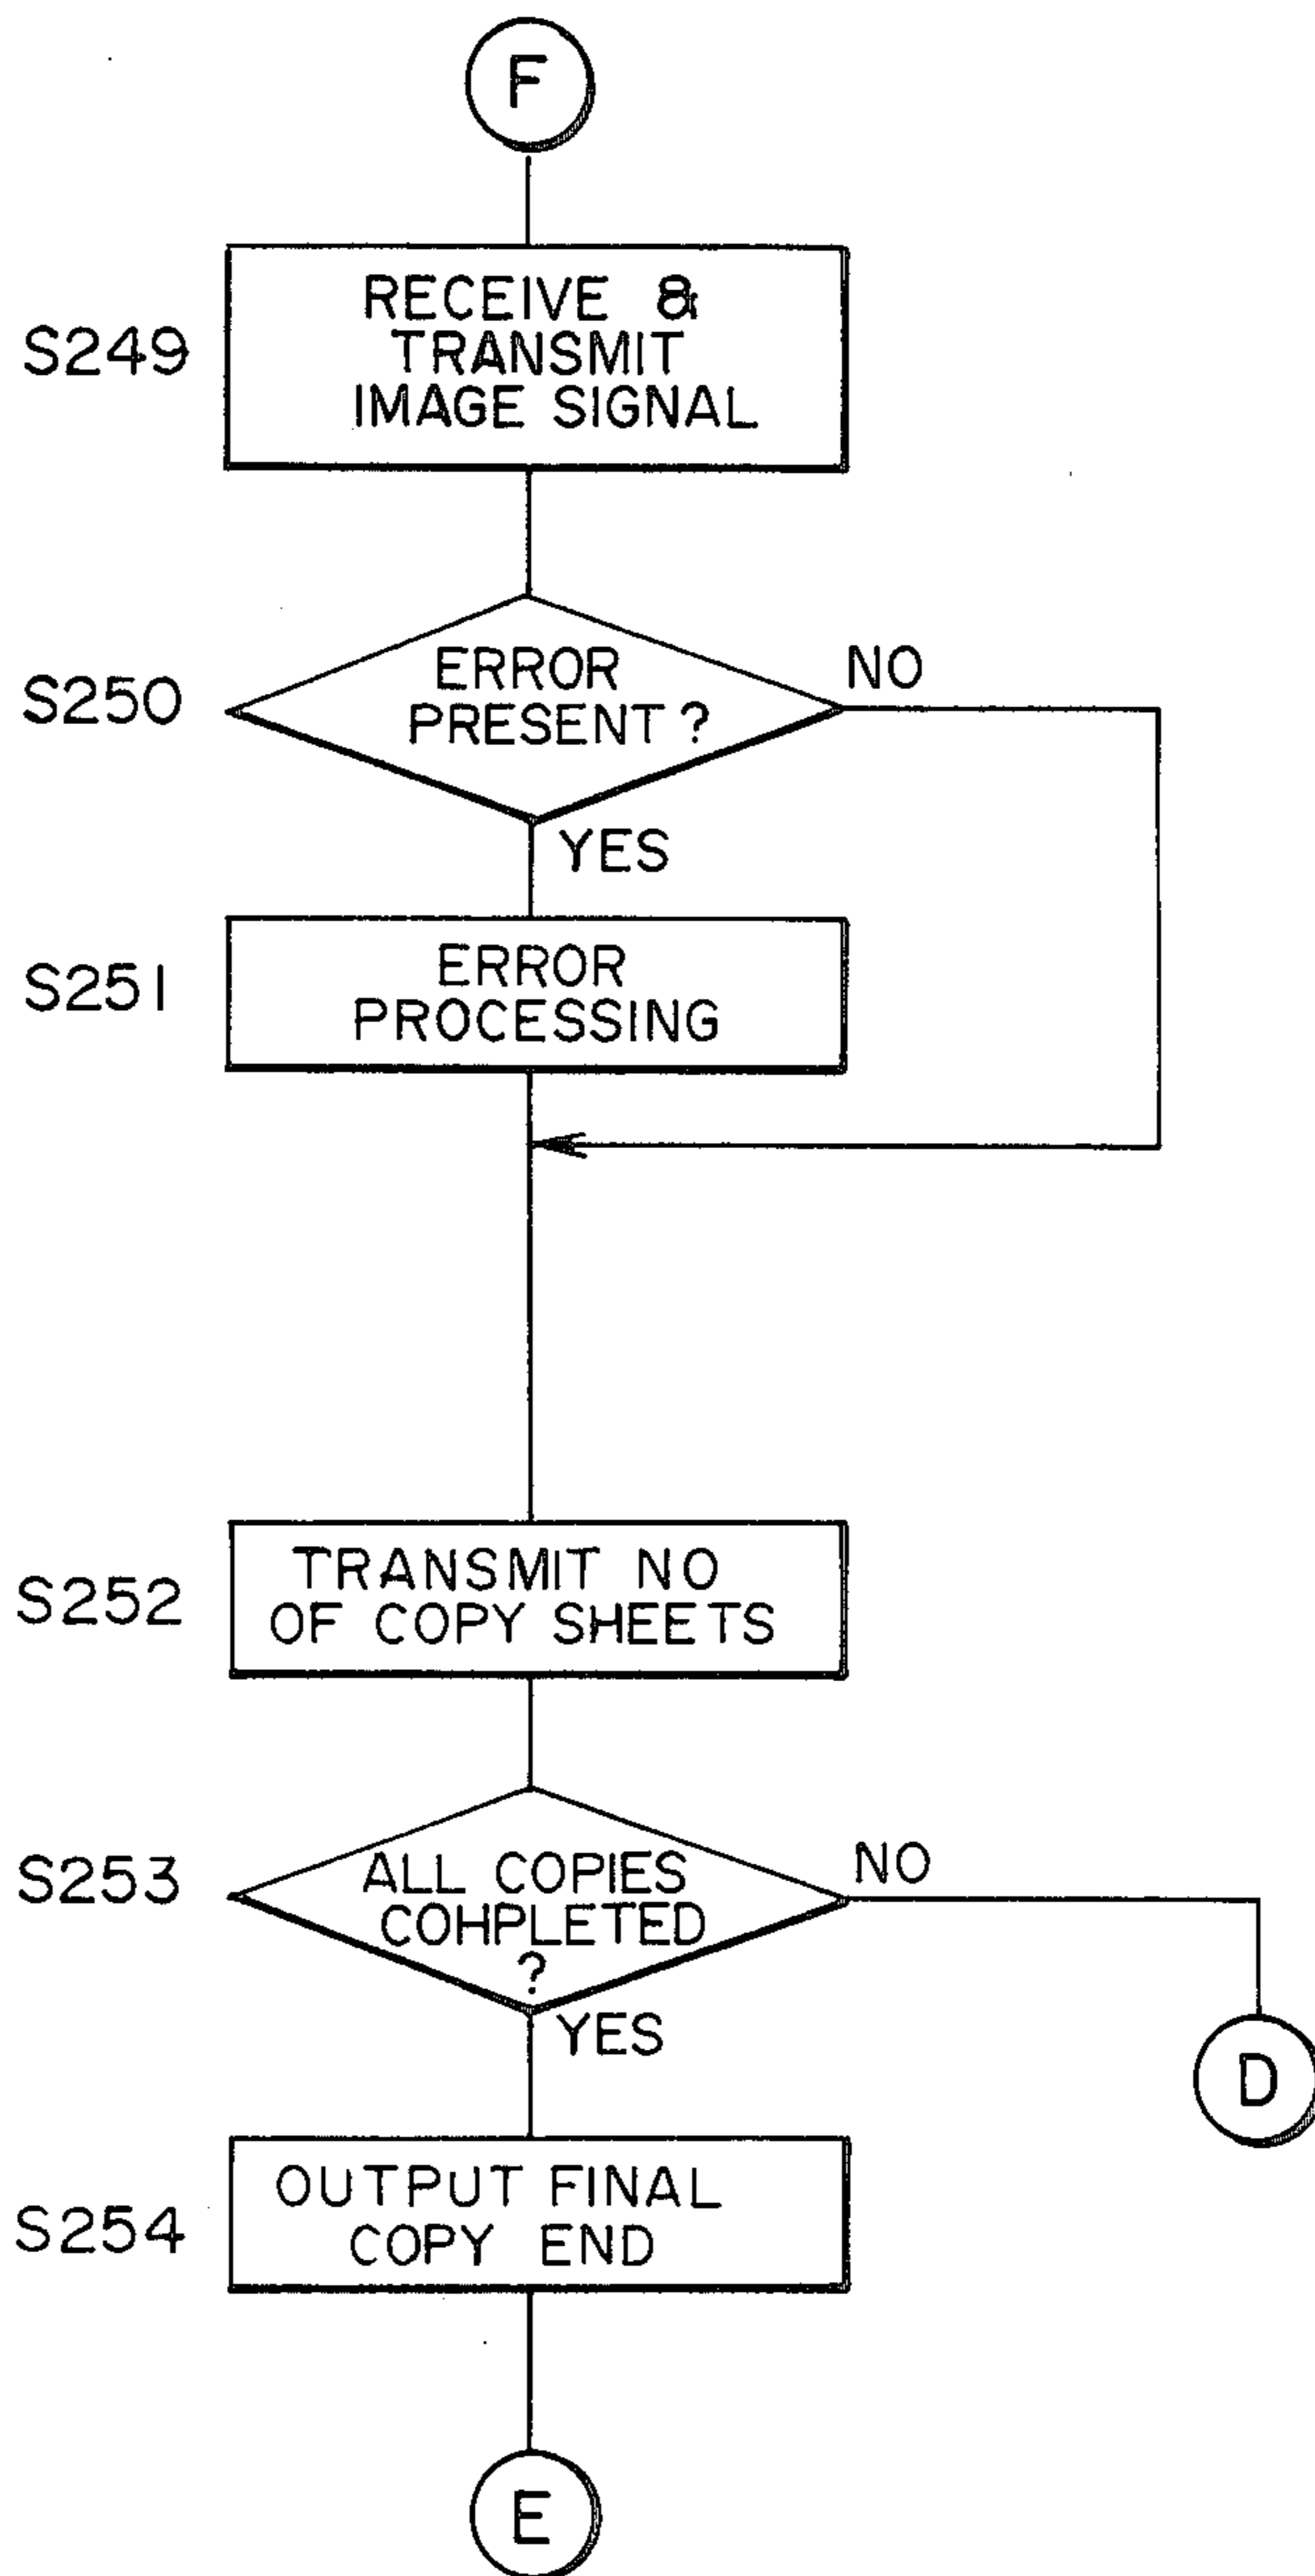 F
S249
RECEIVE &
TRANSMIT
IMAGE SIGNAL
S250
ERROR
PRESENT ?
NO
YES
S251
ERROR
PROCESSING
S252
TRANSMIT NO
OF COPY SHEETS
S253
ALL COPIES
COHPLETED
?
NO
YES
D
S254
OUTPUT FINAL
COPY END
E